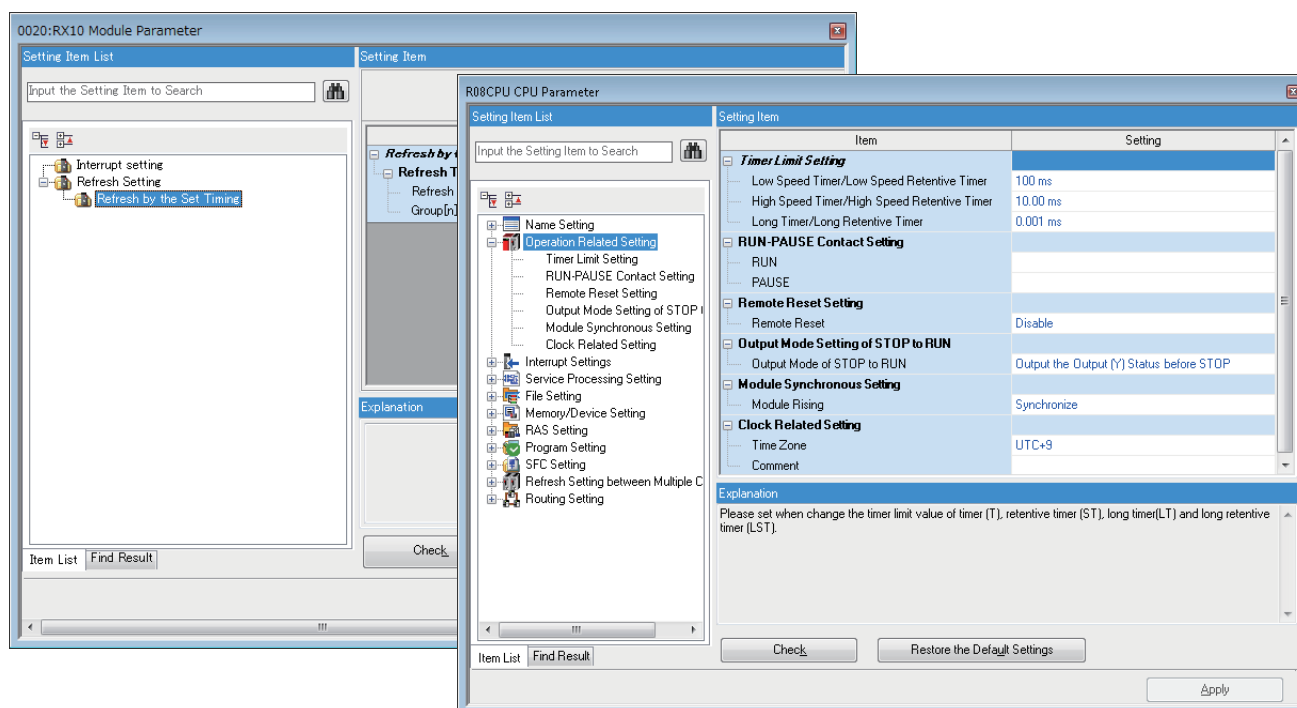 0020:RX10 Module Parameter
Setting Item List
Setting Item
Input the Setting Item to Search
Interrupt setting
Refresh Setting
Refresh by the Set Timing
Refresh by
Refresh T
Refresh
Group[n]
Explanation
Check
Item List Find Result
R08CPU CPU Parameter
Setting Item List
Input the Setting Item to Search
Name Setting
Operation Related Setting
Timer Limit Setting
RUN-PAUSE Contact Setting
Remote Reset Setting
Output Mode Setting of STOP
Module Synchronous Setting
Clock Related Setting
Interrupt Settings
Service Processing Setting
File Setting
Memory/Device Setting
RAS Setting
Program Setting
SFC Setting
Refresh Setting between Multiple C
Routing Setting
Item List Find Result
Setting Item
Item Setting
Timer Limit Setting
Low Speed Timer/Low Speed Retentive Timer 100 ms
High Speed Timer/High Speed Retentive Timer 10.00 ms
Long Timer/Long Retentive Timer 0.001 ms
RUN-PAUSE Contact Setting
RUN
PAUSE
Remote Reset Setting
Remote Reset Disable
Output Mode Setting of STOP to RUN
Output Mode of STOP to RUN Output the Output (Y) Status before STOP
Module Synchronous Setting
Module Rising Synchronize
Clock Related Setting
Time Zone UTC+9
Comment
Explanation
Please set when change the timer limit value of timer (T), retentive timer (ST), long timer(LT) and long retentive
timer (LST).
Check Restore the Default Settings
Apply